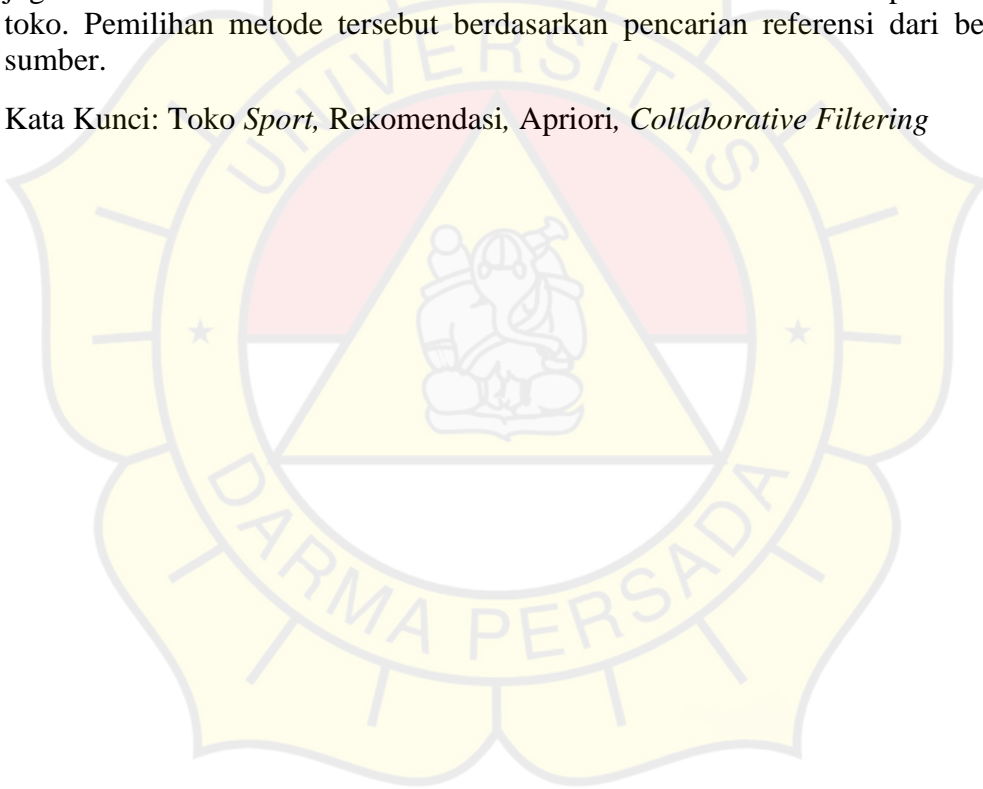 toko. Pemilihan metode tersebut berdasarkan pencarian referensi dari be
sumber.
Kata Kunci: Toko Sport, Rekomendasi, Apriori, Collaborative Filtering
UNIVERSITAS
DARMA PERSADA